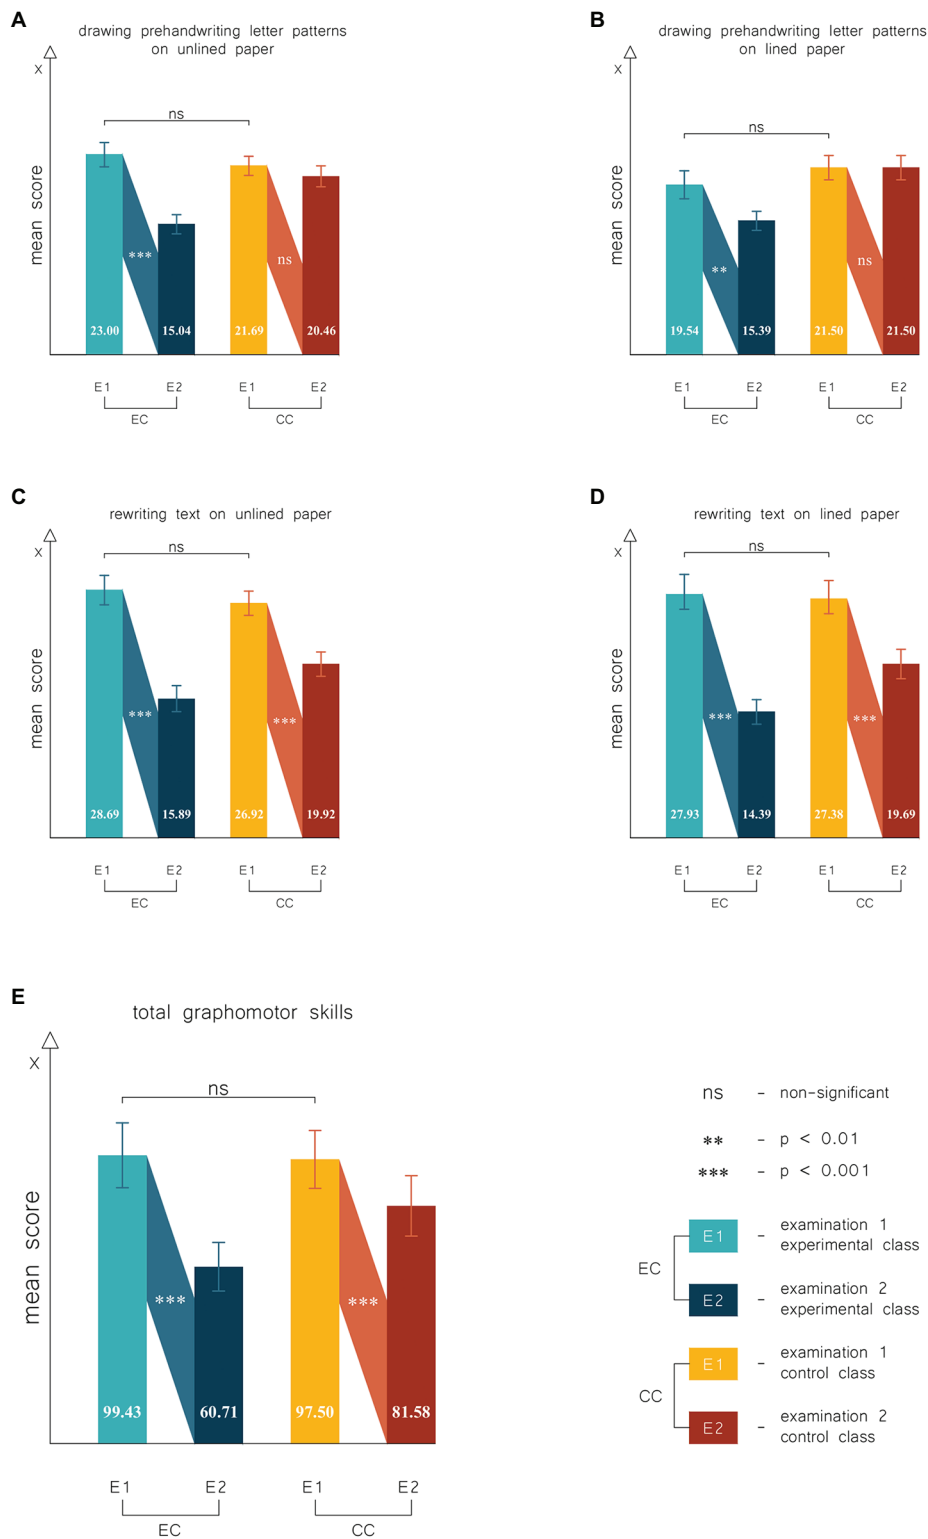 A
drawing prehandwriting letter patterns
on unlined paper
X
mean score
ns
***
ns
23.00
15.04
21.69
20.46
E1
E2
E1
E2
EC
CC
B
drawing prehandwriting letter patterns
on lined paper
X
mean score
ns
**
ns
19.54
15.39
21.50
21.50
E1
E2
E1
E2
EC
CC
C
rewriting text on unlined paper
X
mean score
ns
***
***
28.69
15.89
26.92
19.92
E1
E2
E1
E2
EC
CC
D
rewriting text on lined paper
X
mean score
ns
***
***
27.93
14.39
27.38
19.69
E1
E2
E1
E2
EC
CC
E
total graphomotor skills
X
mean score
ns
***
***
99.43
60.71
97.50
81.58
E1
E2
E1
E2
EC
CC
ns - non-significant
** - p < 0.01
*** - p < 0.001
EC
E1 - examination 1
experimental class
E2 - examination 2
experimental class
CC
E1 - examination 1
control class
E2 - examination 2
control class